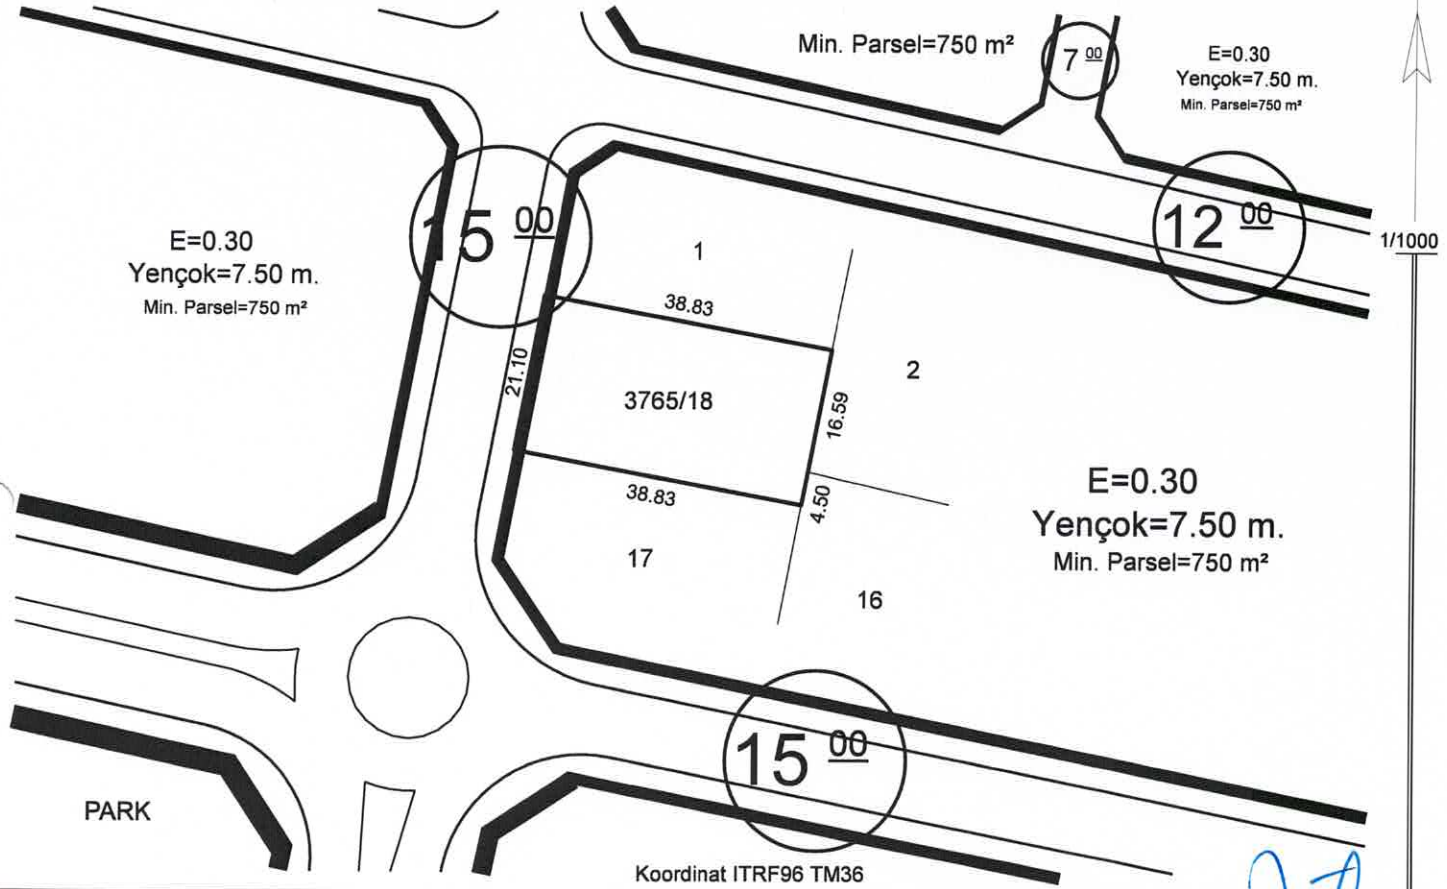 Min. Parsel=750 m²
7 00
E=0.30
Yençok=7.50 m.
Min. Parsel=750 m²
15 00
12 00
1/1000
E=0.30
Yençok=7.50 m.
Min. Parsel=750 m²
1
38.83
21.10
3765/18
2
16.59
38.83
4.50
17
16
E=0.30
Yençok=7.50 m.
Min. Parsel=750 m²
15 00
PARK
Koordinat ITRF96 TM36